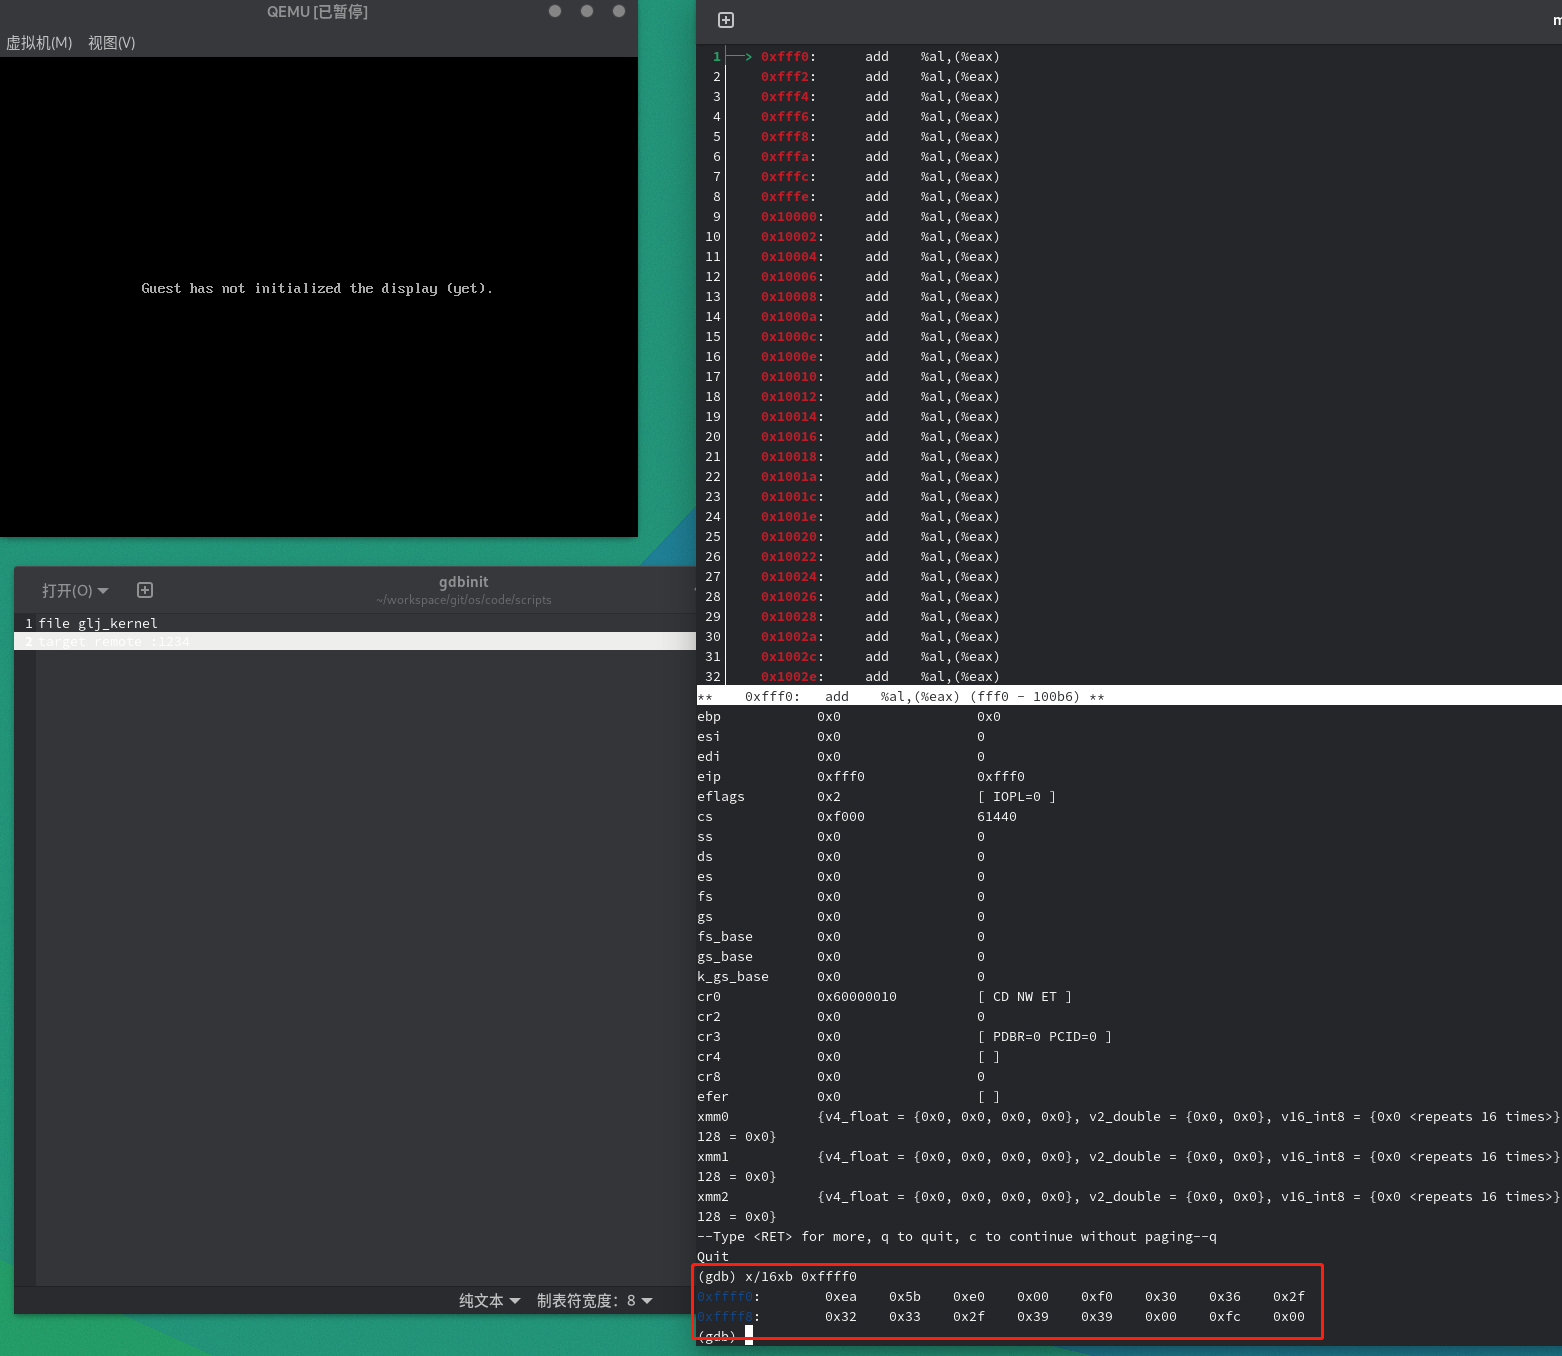 QEMU [已暂停]
虚拟机(M) 视图(V)
Guest has not initialized the display (yet).
打开(O)
gdbinit
~/workspace/git/os/code/scripts
1 file glj_kernel
2 target remote :1234
纯文本 制表符宽度：8
m
1 ──> 0xfff0: add %al,(%eax)
2 0xfff2: add %al,(%eax)
3 0xfff4: add %al,(%eax)
4 0xfff6: add %al,(%eax)
5 0xfff8: add %al,(%eax)
6 0xfffa: add %al,(%eax)
7 0xfffc: add %al,(%eax)
8 0xfffe: add %al,(%eax)
9 0x10000: add %al,(%eax)
10 0x10002: add %al,(%eax)
11 0x10004: add %al,(%eax)
12 0x10006: add %al,(%eax)
13 0x10008: add %al,(%eax)
14 0x1000a: add %al,(%eax)
15 0x1000c: add %al,(%eax)
16 0x1000e: add %al,(%eax)
17 0x10010: add %al,(%eax)
18 0x10012: add %al,(%eax)
19 0x10014: add %al,(%eax)
20 0x10016: add %al,(%eax)
21 0x10018: add %al,(%eax)
22 0x1001a: add %al,(%eax)
23 0x1001c: add %al,(%eax)
24 0x1001e: add %al,(%eax)
25 0x10020: add %al,(%eax)
26 0x10022: add %al,(%eax)
27 0x10024: add %al,(%eax)
28 0x10026: add %al,(%eax)
29 0x10028: add %al,(%eax)
30 0x1002a: add %al,(%eax)
31 0x1002c: add %al,(%eax)
32 0x1002e: add %al,(%eax)
** 0xfff0: add %al,(%eax) (fff0 - 100b6) **
ebp 0x0 0x0
esi 0x0 0
edi 0x0 0
eip 0xfff0 0xfff0
eflags 0x2 [ IOPL=0 ]
cs 0xf000 61440
ss 0x0 0
ds 0x0 0
es 0x0 0
fs 0x0 0
gs 0x0 0
fs_base 0x0 0
gs_base 0x0 0
k_gs_base 0x0 0
cr0 0x60000010 [ CD NW ET ]
cr2 0x0 0
cr3 0x0 [ PDBR=0 PCID=0 ]
cr4 0x0 [ ]
cr8 0x0 0
efer 0x0 [ ]
xmm0 {v4_float = {0x0, 0x0, 0x0, 0x0}, v2_double = {0x0, 0x0}, v16_int8 = {0x0 <repeats 16 times>}
128 = 0x0}
xmm1 {v4_float = {0x0, 0x0, 0x0, 0x0}, v2_double = {0x0, 0x0}, v16_int8 = {0x0 <repeats 16 times>}
128 = 0x0}
xmm2 {v4_float = {0x0, 0x0, 0x0, 0x0}, v2_double = {0x0, 0x0}, v16_int8 = {0x0 <repeats 16 times>}
128 = 0x0}
--Type <RET> for more, q to quit, c to continue without paging--q
Quit
(gdb) x/16xb 0xffff0
0xffff0: 0xea 0x5b 0xe0 0x00 0xf0 0x30 0x36 0x2f
0xffff8: 0x32 0x33 0x2f 0x39 0x39 0x00 0xfc 0x00
(gdb)